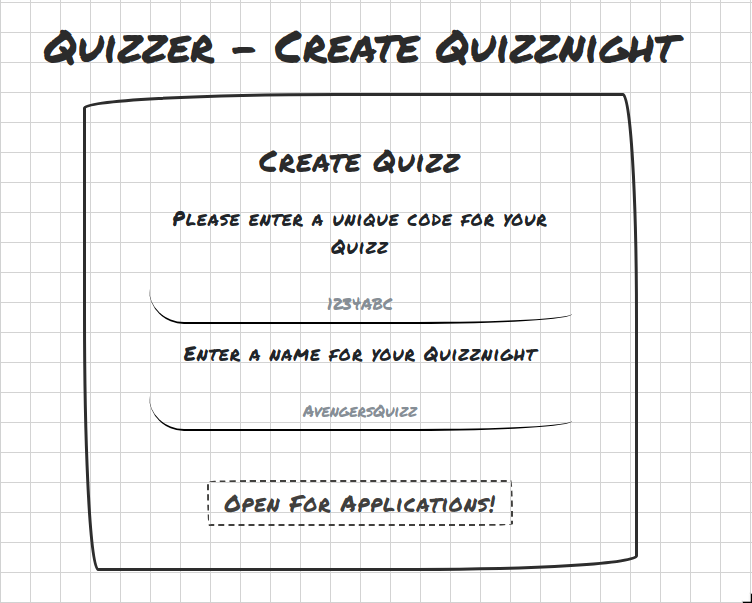 Quizzer - Create Quizznight
Create Quizz
Please enter a unique code for your
Quizz
1234ABC
Enter a name for your Quizznight
AvengersQuizz
Open For Applications!